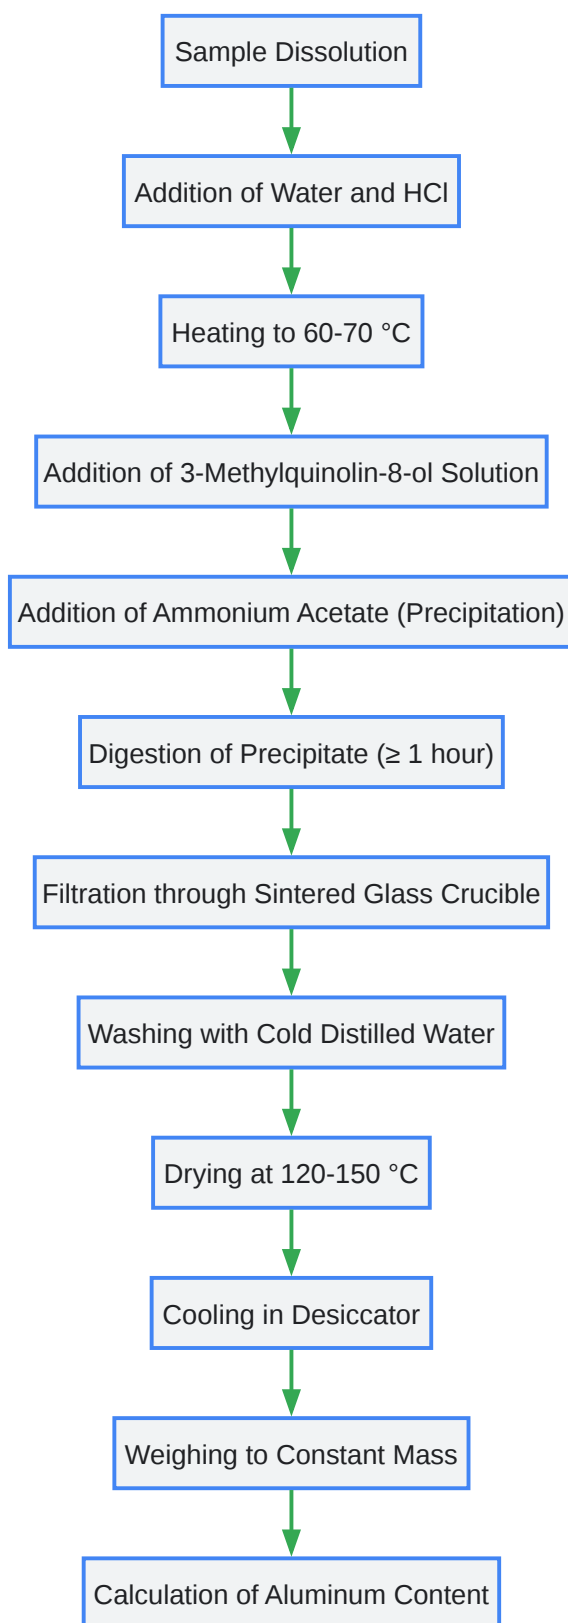 Sample Dissolution
Addition of Water and HCl
Heating to 60-70 °C
Addition of 3-Methylquinolin-8-ol Solution
Addition of Ammonium Acetate (Precipitation)
Digestion of Precipitate (≥ 1 hour)
Filtration through Sintered Glass Crucible
Washing with Cold Distilled Water
Drying at 120-150 °C
Cooling in Desiccator
Weighing to Constant Mass
Calculation of Aluminum Content